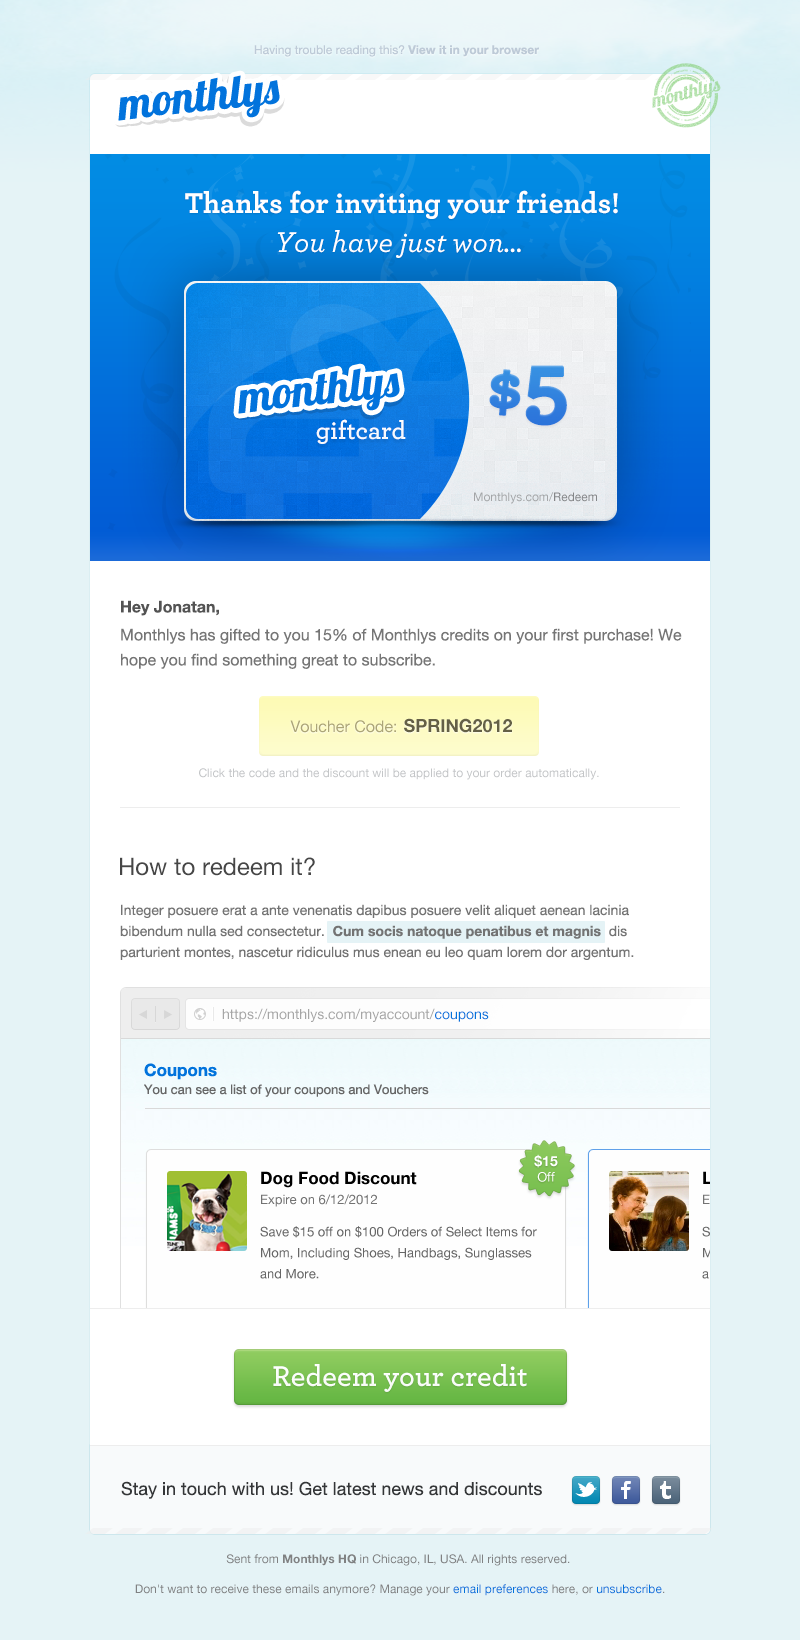 Having trouble reading this? View it in your browser
monthlys
monthlys
Thanks for inviting your friends!
You have just won...
monthlys
giftcard
$5
Monthlys.com/Redeem
Hey Jonatan,
Monthlys has gifted to you 15% of Monthlys credits on your first purchase! We
hope you find something great to subscribe.
Voucher Code: SPRING2012
Click the code and the discount will be applied to your order automatically.
How to redeem it?
Integer posuere erat a ante venenatis dapibus posuere velit aliquet aenean lacinia
bibendum nulla sed consectetur. Cum socis natoque penatibus et magnis dis
parturient montes, nascetur ridiculus mus enean eu leo quam lorem dor argentum.
https://monthlys.com/myaccount/coupons
Coupons
You can see a list of your coupons and Vouchers
$15
Off
IAMS
Dog Food Discount
Expire on 6/12/2012
Save $15 off on $100 Orders of Select Items for
Mom, Including Shoes, Handbags, Sunglasses
and More.
L
E
S
M
a
Redeem your credit
Stay in touch with us! Get latest news and discounts
Sent from Monthlys HQ in Chicago, IL, USA. All rights reserved.
Don't want to receive these emails anymore? Manage your email preferences here, or unsubscribe.